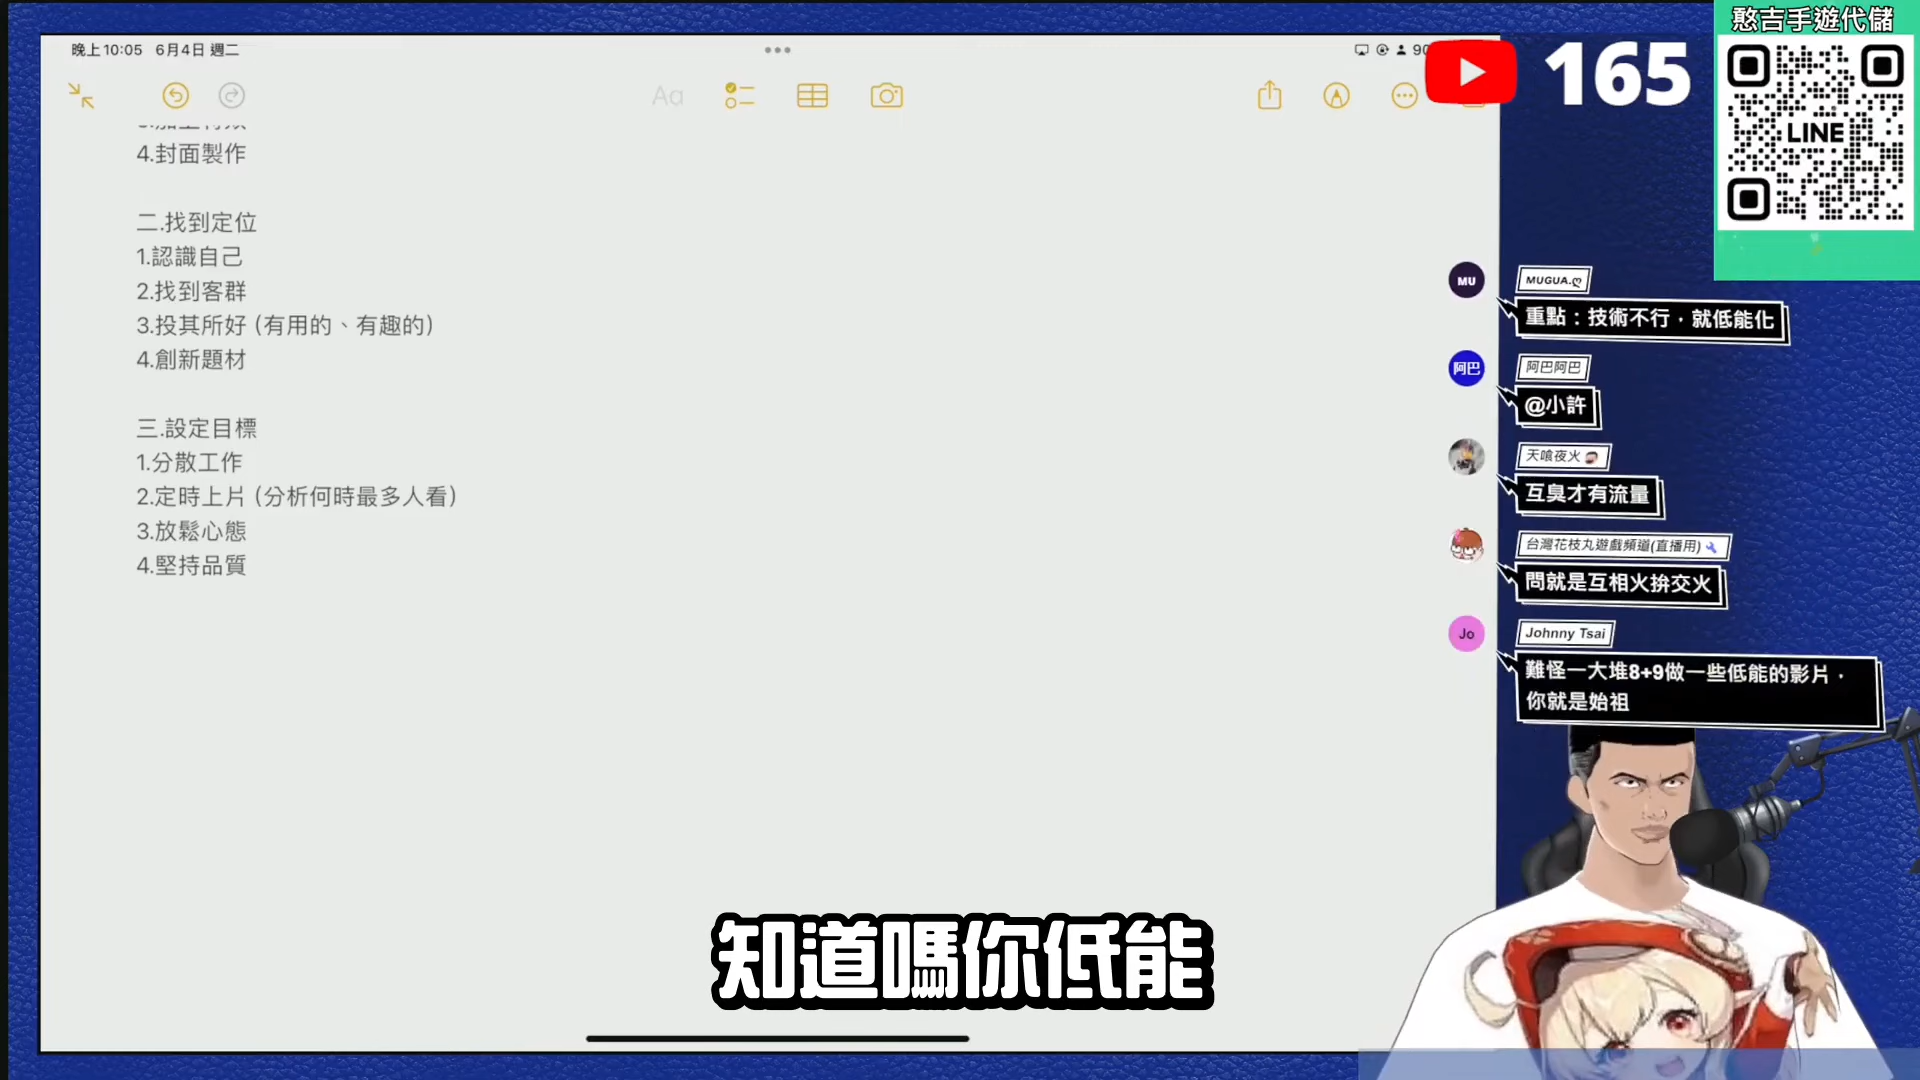 晚上10:05 6月4日 週二
90
165
憨吉手遊代儲
LINE
Aa
4.封面製作
二.找到定位
1.認識自己
2.找到客群
3.投其所好（有用的、有趣的）
4.創新題材
三.設定目標
1.分散工作
2.定時上片（分析何時最多人看）
3.放鬆心態
4.堅持品質
MU
MUGUA.ღ
重點：技術不行，就低能化
阿巴
阿巴阿巴
@小許
天喰夜火
互臭才有流量
台灣花枝丸遊戲頻道(直播用)
問就是互相火拚交火
Jo
Johnny Tsai
難怪一大堆8+9做一些低能的影片，
你就是始祖
知道嗎你低能